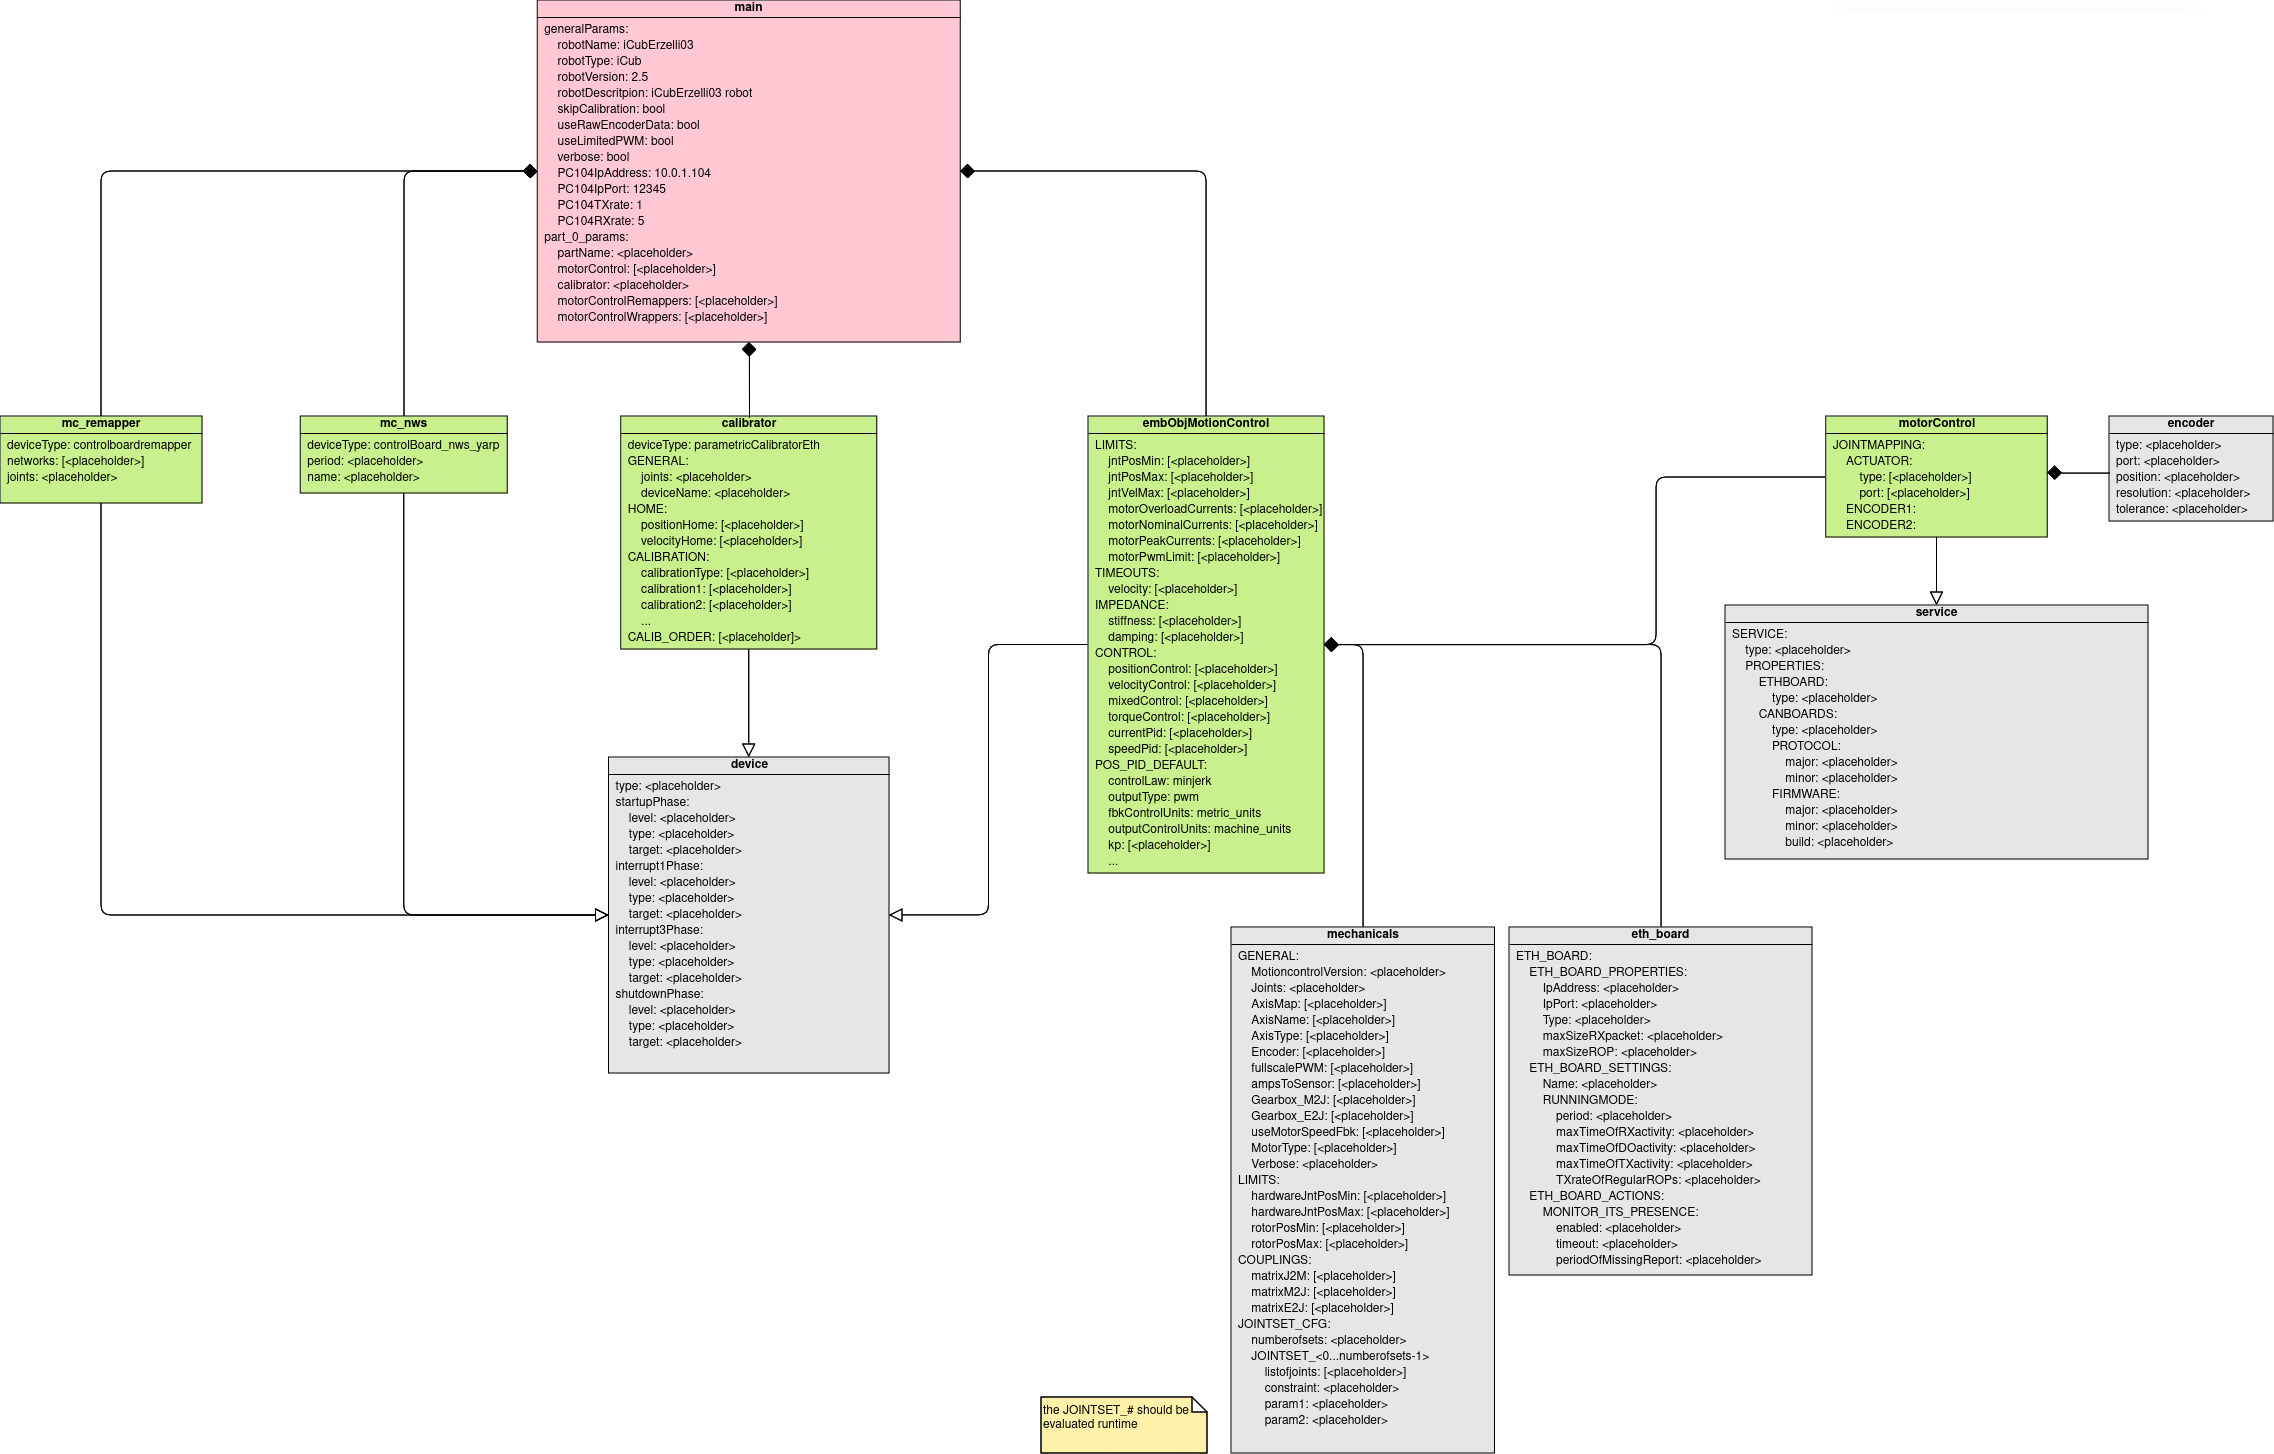 main
generalParams:
robotName: iCubErzelli03
robotType: iCub
robotVersion: 2.5
robotDescritpion: iCubErzelli03 robot
skipCalibration: bool
useRawEncoderData: bool
useLimitedPWM: bool
verbose: bool
PC104IpAddress: 10.0.1.104
PC104IpPort: 12345
PC104TXrate: 1
PC104RXrate: 5
part_0_params:
partName: <placeholder>
motorControl: [<placeholder>]
calibrator: <placeholder>
motorControlRemappers: [<placeholder>]
motorControlWrappers: [<placeholder>]
mc_remapper
deviceType: controlboardremapper
networks: [<placeholder>]
joints: <placeholder>
mc_nws
deviceType: controlBoard_nws_yarp
period: <placeholder>
name: <placeholder>
calibrator
deviceType: parametricCalibratorEth
GENERAL:
joints: <placeholder>
deviceName: <placeholder>
HOME:
positionHome: [<placeholder>]
velocityHome: [<placeholder>]
CALIBRATION:
calibrationType: [<placeholder>]
calibration1: [<placeholder>]
calibration2: [<placeholder>]
...
CALIB_ORDER: [<placeholder]>
embObjMotionControl
LIMITS:
jntPosMin: [<placeholder>]
jntPosMax: [<placeholder>]
jntVelMax: [<placeholder>]
motorOverloadCurrents: [<placeholder>]
motorNominalCurrents: [<placeholder>]
motorPeakCurrents: [<placeholder>]
motorPwmLimit: [<placeholder>]
TIMEOUTS:
velocity: [<placeholder>]
IMPEDANCE:
stiffness: [<placeholder>]
damping: [<placeholder>]
CONTROL:
positionControl: [<placeholder>]
velocityControl: [<placeholder>]
mixedControl: [<placeholder>]
torqueControl: [<placeholder>]
currentPid: [<placeholder>]
speedPid: [<placeholder>]
POS_PID_DEFAULT:
controlLaw: minjerk
outputType: pwm
fbkControlUnits: metric_units
outputControlUnits: machine_units
kp: [<placeholder>]
...
motorControl
JOINTMAPPING:
ACTUATOR:
type: [<placeholder>]
port: [<placeholder>]
ENCODER1:
ENCODER2:
encoder
type: <placeholder>
port: <placeholder>
position: <placeholder>
resolution: <placeholder>
tolerance: <placeholder>
service
SERVICE:
type: <placeholder>
PROPERTIES:
ETHBOARD:
type: <placeholder>
CANBOARDS:
type: <placeholder>
PROTOCOL:
major: <placeholder>
minor: <placeholder>
FIRMWARE:
major: <placeholder>
minor: <placeholder>
build: <placeholder>
device
type: <placeholder>
startupPhase:
level: <placeholder>
type: <placeholder>
target: <placeholder>
interrupt1Phase:
level: <placeholder>
type: <placeholder>
target: <placeholder>
interrupt3Phase:
level: <placeholder>
type: <placeholder>
target: <placeholder>
shutdownPhase:
level: <placeholder>
type: <placeholder>
target: <placeholder>
mechanicals
GENERAL:
MotioncontrolVersion: <placeholder>
Joints: <placeholder>
AxisMap: [<placeholder>]
AxisName: [<placeholder>]
AxisType: [<placeholder>]
Encoder: [<placeholder>]
fullscalePWM: [<placeholder>]
ampsToSensor: [<placeholder>]
Gearbox_M2J: [<placeholder>]
Gearbox_E2J: [<placeholder>]
useMotorSpeedFbk: [<placeholder>]
MotorType: [<placeholder>]
Verbose: <placeholder>
LIMITS:
hardwareJntPosMin: [<placeholder>]
hardwareJntPosMax: [<placeholder>]
rotorPosMin: [<placeholder>]
rotorPosMax: [<placeholder>]
COUPLINGS:
matrixJ2M: [<placeholder>]
matrixM2J: [<placeholder>]
matrixE2J: [<placeholder>]
JOINTSET_CFG:
numberofsets: <placeholder>
JOINTSET_<0...numberofsets-1>
listofjoints: [<placeholder>]
constraint: <placeholder>
param1: <placeholder>
param2: <placeholder>
eth_board
ETH_BOARD:
ETH_BOARD_PROPERTIES:
IpAddress: <placeholder>
IpPort: <placeholder>
Type: <placeholder>
maxSizeRXpacket: <placeholder>
maxSizeROP: <placeholder>
ETH_BOARD_SETTINGS:
Name: <placeholder>
RUNNINGMODE:
period: <placeholder>
maxTimeOfRXactivity: <placeholder>
maxTimeOfDOactivity: <placeholder>
maxTimeOfTXactivity: <placeholder>
TXrateOfRegularROPs: <placeholder>
ETH_BOARD_ACTIONS:
MONITOR_ITS_PRESENCE:
enabled: <placeholder>
timeout: <placeholder>
periodOfMissingReport: <placeholder>
the JOINTSET_# should be
evaluated runtime